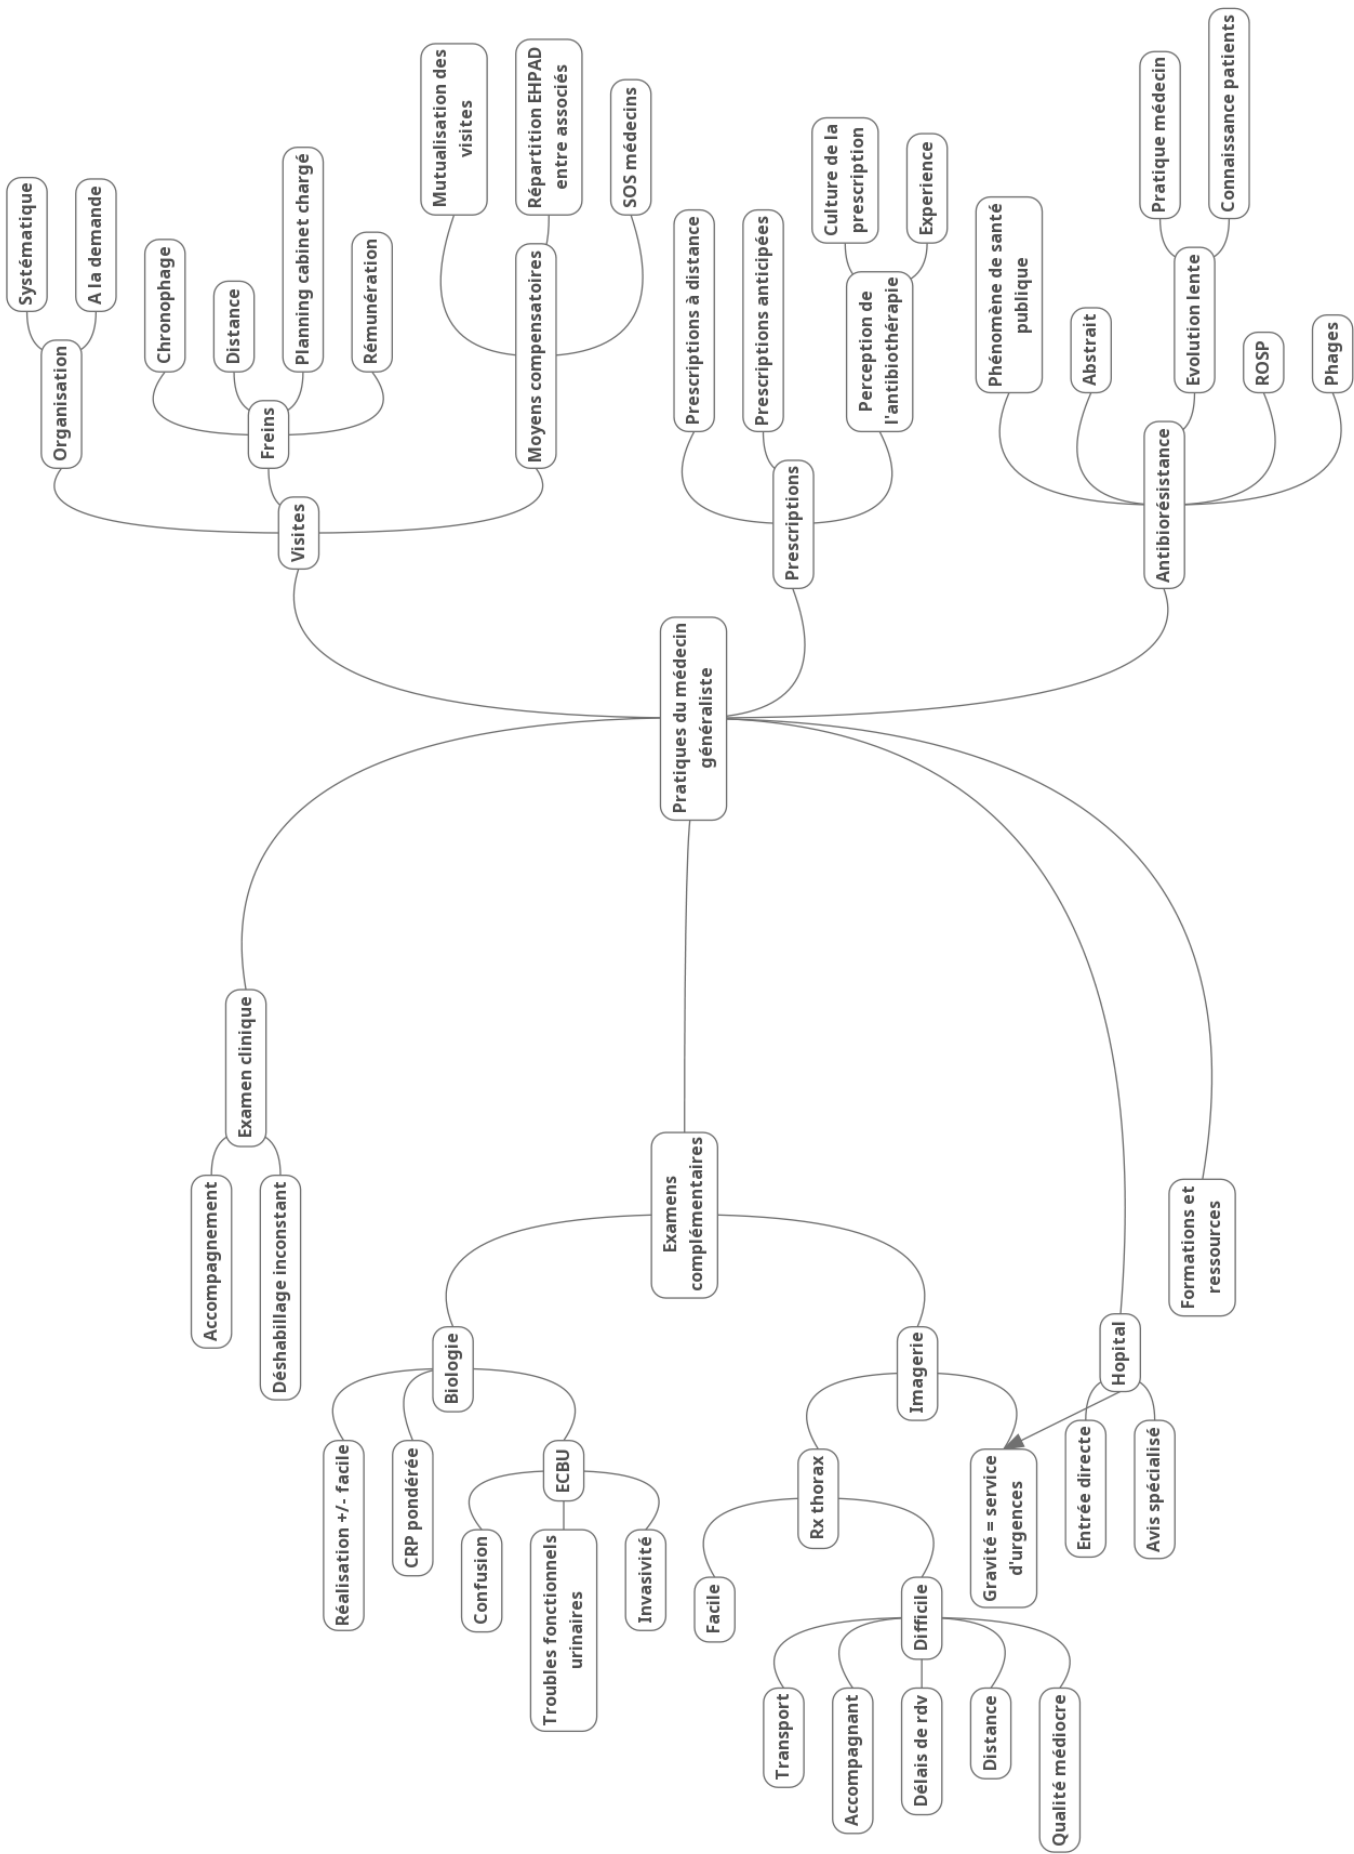 Pratiques du médecin
généraliste
Visites
Organisation
Systématique
A la demande
Freins
Chronophage
Distance
Planning cabinet chargé
Rémunération
Moyens compensatoires
Mutualisation des
visites
Répartition EHPAD
entre associés
SOS médecins
Prescriptions
Prescriptions à distance
Prescriptions anticipées
Perception de
l'antibiothérapie
Culture de la
prescription
Experience
Antibiorésistance
Phénomène de santé
publique
Abstrait
Evolution lente
Pratique médecin
Connaissance patients
ROSP
Phages
Examen clinique
Accompagnement
Déshabillage inconstant
Examens
complémentaires
Biologie
Réalisation +/- facile
CRP pondérée
ECBU
Confusion
Troubles fonctionnels
urinaires
Invasivité
Imagerie
Rx thorax
Facile
Difficile
Transport
Accompagnant
Délais de rdv
Distance
Qualité médiocre
Gravité = service
d'urgences
Hopital
Entrée directe
Avis spécialisé
Formations et
ressources